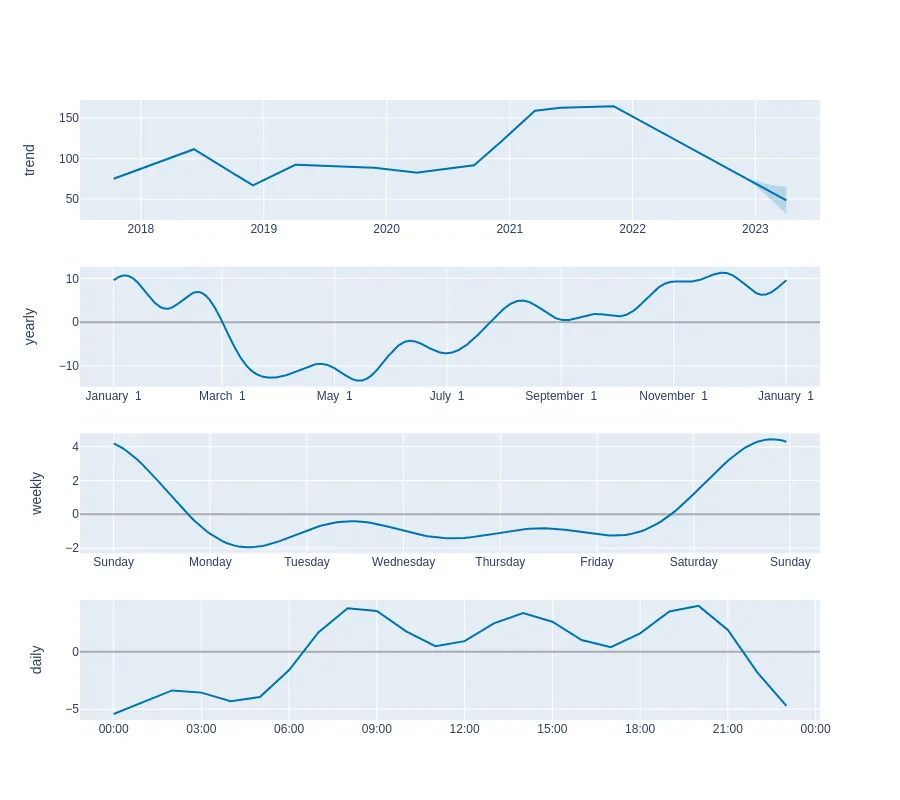 trend
150
100
50
2018 2019 2020 2021 2022 2023
yearly
10
0
−10
January 1 March 1 May 1 July 1 September 1 November 1 January 1
weekly
4
2
0
−2
Sunday Monday Tuesday Wednesday Thursday Friday Saturday Sunday
daily
0
−5
00:00 03:00 06:00 09:00 12:00 15:00 18:00 21:00 00:00